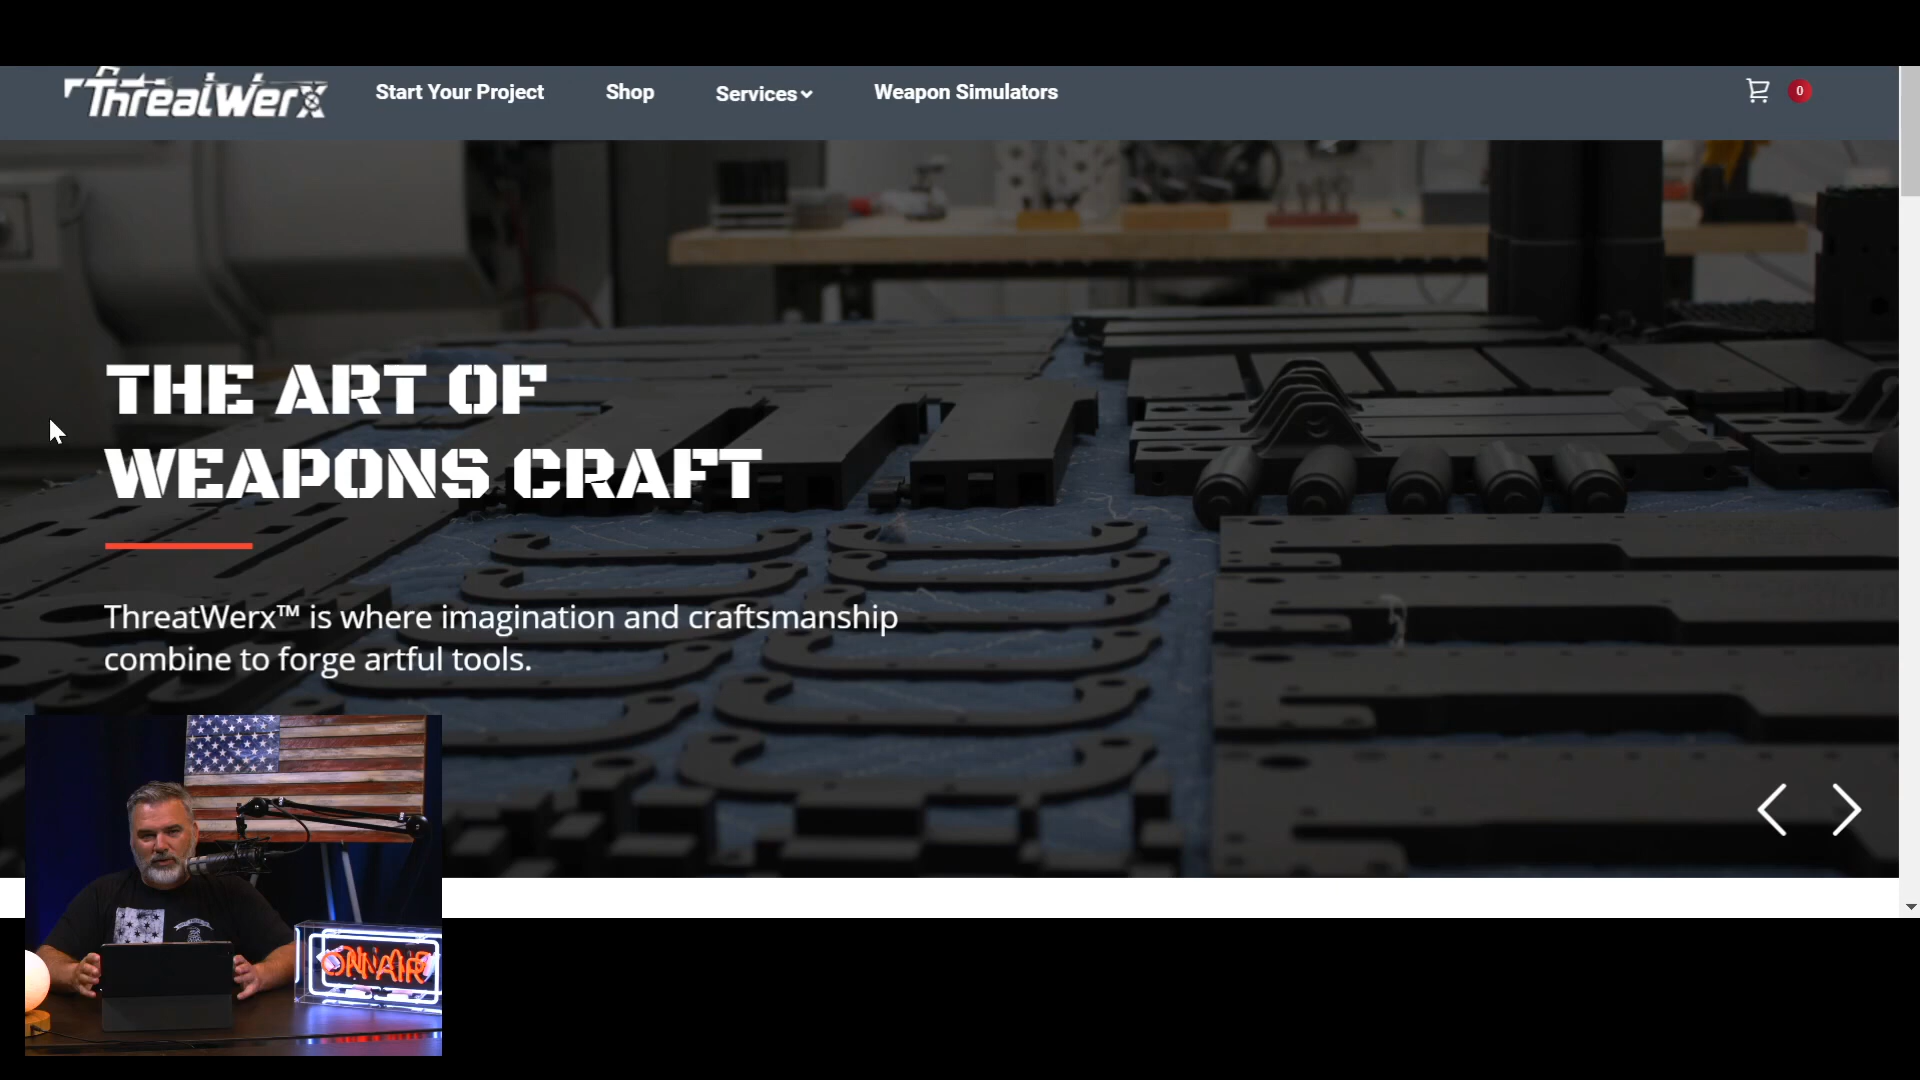 ThreatWerx
Start Your Project
Shop
Services
Weapon Simulators
0
THE ART OF
WEAPONS CRAFT
ThreatWerx™ is where imagination and craftsmanship
combine to forge artful tools.
ON AIR